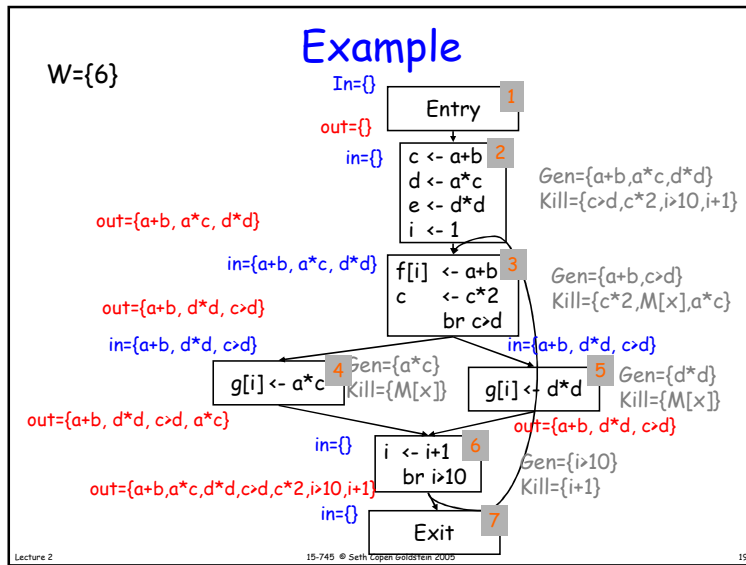 Example
W={6}
In={}
1
Entry
out={}
in={}
2
c <- a+b
d <- a*c
e <- d*d
i <- 1
Gen={a+b,a*c,d*d}
Kill={c>d,c*2,i>10,i+1}
out={a+b, a*c, d*d}
in={a+b, a*c, d*d}
3
f[i] <- a+b
c <- c*2
br c>d
Gen={a+b,c>d}
Kill={c*2,M[x],a*c}
out={a+b, d*d, c>d}
in={a+b, d*d, c>d}
in={a+b, d*d, c>d}
4
g[i] <- a*c
Gen={a*c}
Kill={M[x]}
5
g[i] <- d*d
Gen={d*d}
Kill={M[x]}
out={a+b, d*d, c>d, a*c}
out={a+b, d*d, c>d}
in={}
6
i <- i+1
br i>10
Gen={i>10}
Kill={i+1}
out={a+b,a*c,d*d,c>d,c*2,i>10,i+1}
in={}
7
Exit
Lecture 2
15-745 © Seth Copen Goldstein 2005
19